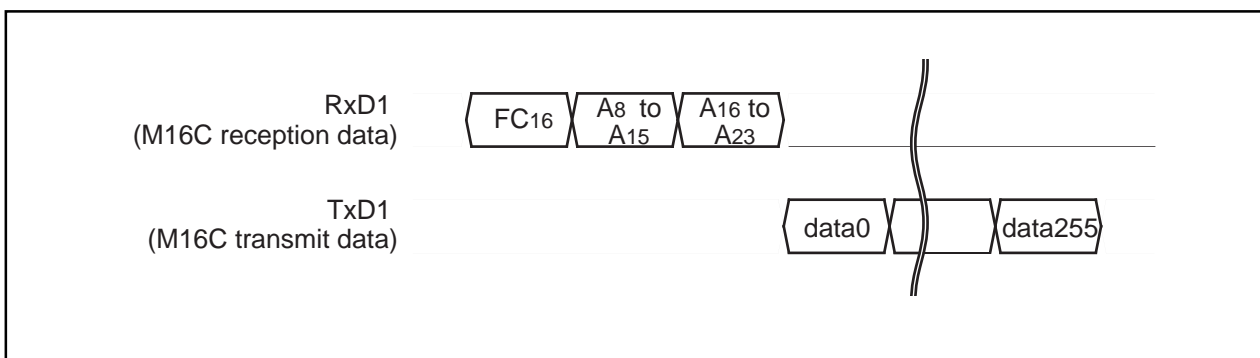 RxD1
(M16C reception data)
FC16
A8 to
A15
A16 to
A23
TxD1
(M16C transmit data)
data0
data255